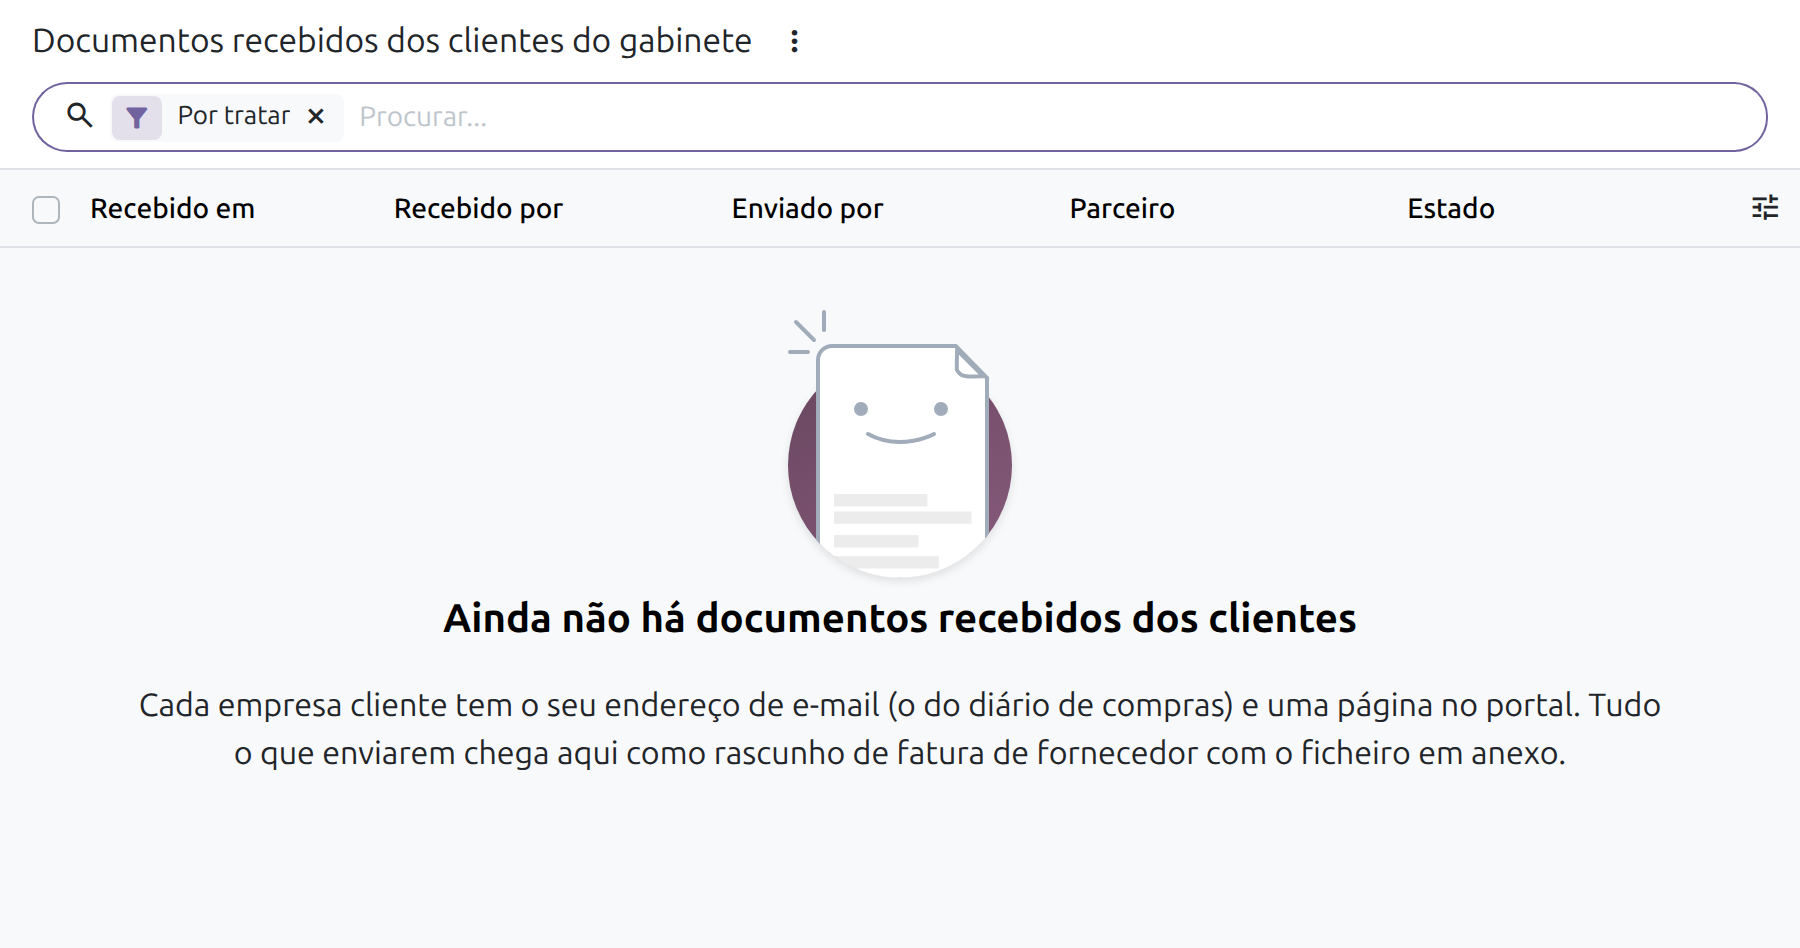 Documentos recebidos dos clientes do gabinete
Por tratar Procurar...
Recebido em Recebido por Enviado por Parceiro Estado
Ainda não há documentos recebidos dos clientes
Cada empresa cliente tem o seu endereço de e-mail (o do diário de compras) e uma página no portal. Tudo
o que enviarem chega aqui como rascunho de fatura de fornecedor com o ficheiro em anexo.